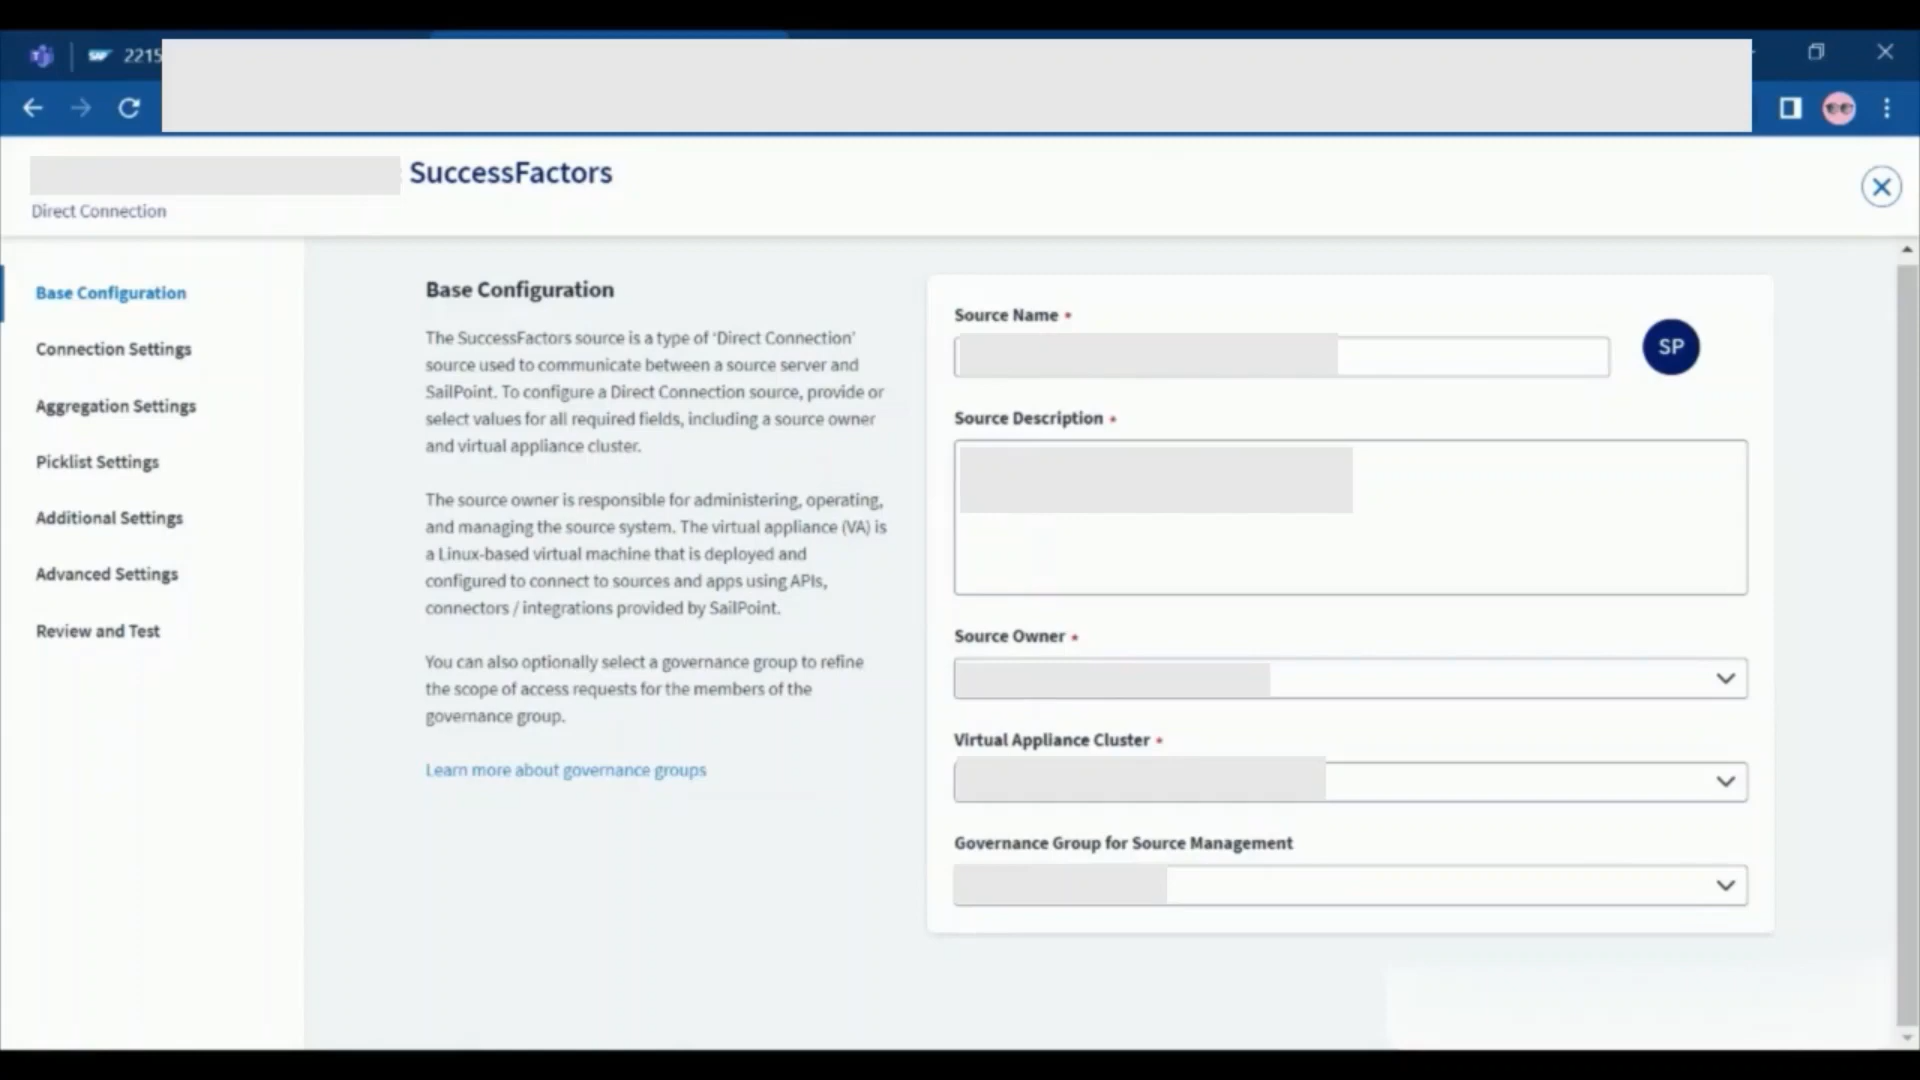 SAP 2215
SuccessFactors
Direct Connection
Base Configuration
Connection Settings
Aggregation Settings
Picklist Settings
Additional Settings
Advanced Settings
Review and Test
Base Configuration
The SuccessFactors source is a type of 'Direct Connection'
source used to communicate between a source server and
SailPoint. To configure a Direct Connection source, provide or
select values for all required fields, including a source owner
and virtual appliance cluster.
The source owner is responsible for administering, operating,
and managing the source system. The virtual appliance (VA) is
a Linux-based virtual machine that is deployed and
configured to connect to sources and apps using APIs,
connectors / integrations provided by SailPoint.
You can also optionally select a governance group to refine
the scope of access requests for the members of the
governance group.
Learn more about governance groups
Source Name *
SP
Source Description *
Source Owner *
Virtual Appliance Cluster *
Governance Group for Source Management